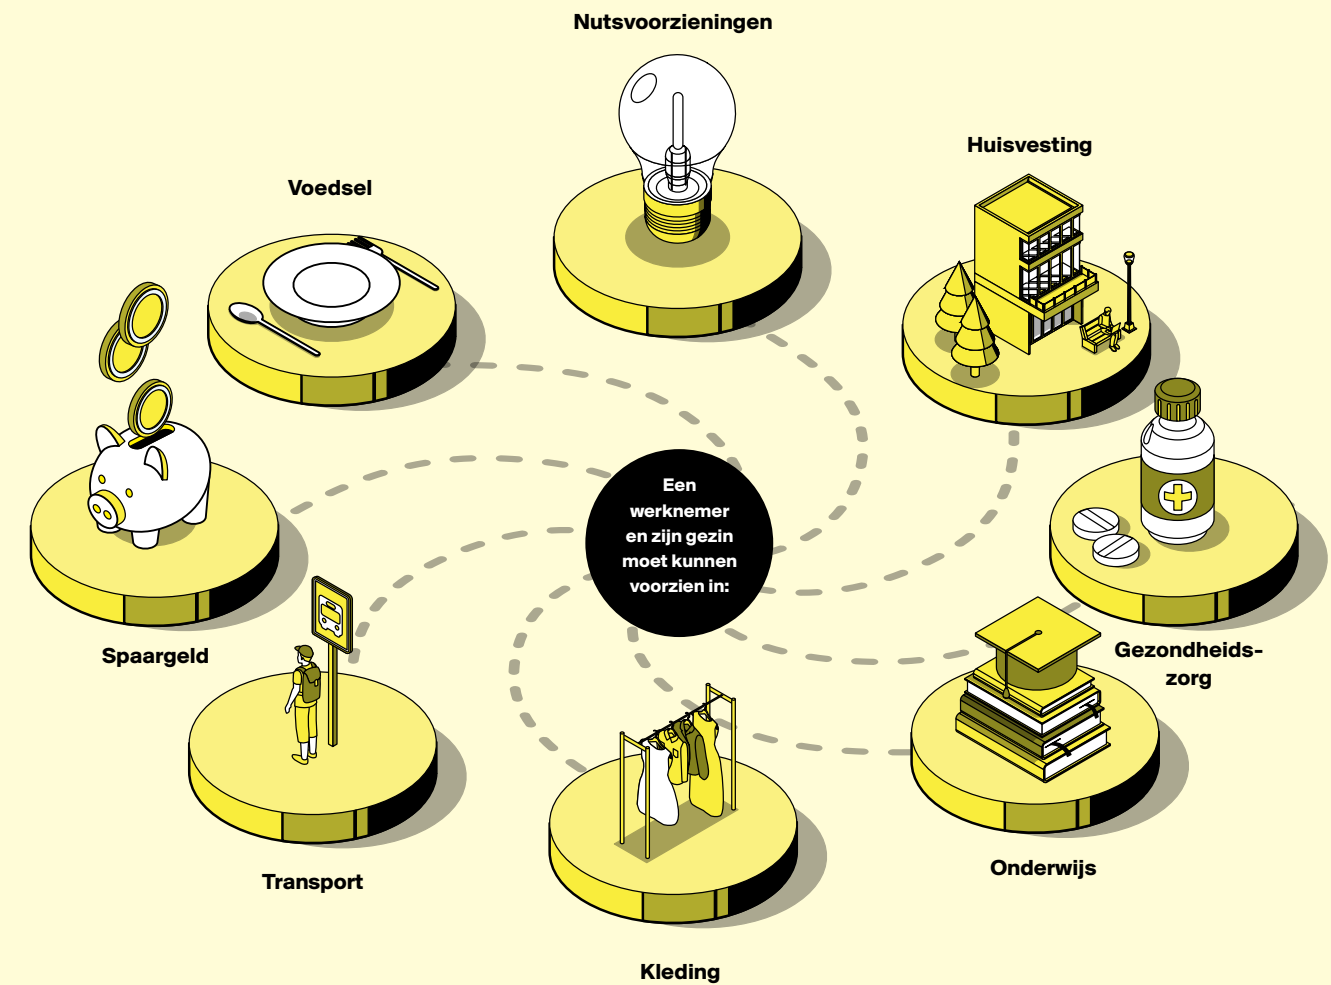 Nutsvoorzieningen
Huisvesting
Voedsel
Een
werknemer
en zijn gezin
moet kunnen
voorzien in:
Spaargeld
Gezondheids-
zorg
Transport
Onderwijs
Kleding